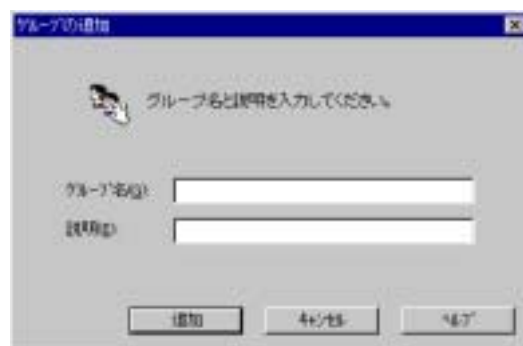 グループの追加
グループ名と説明を入力してください。
グループ名(G):
説明(E):
追加
キャンセル
ヘルプ